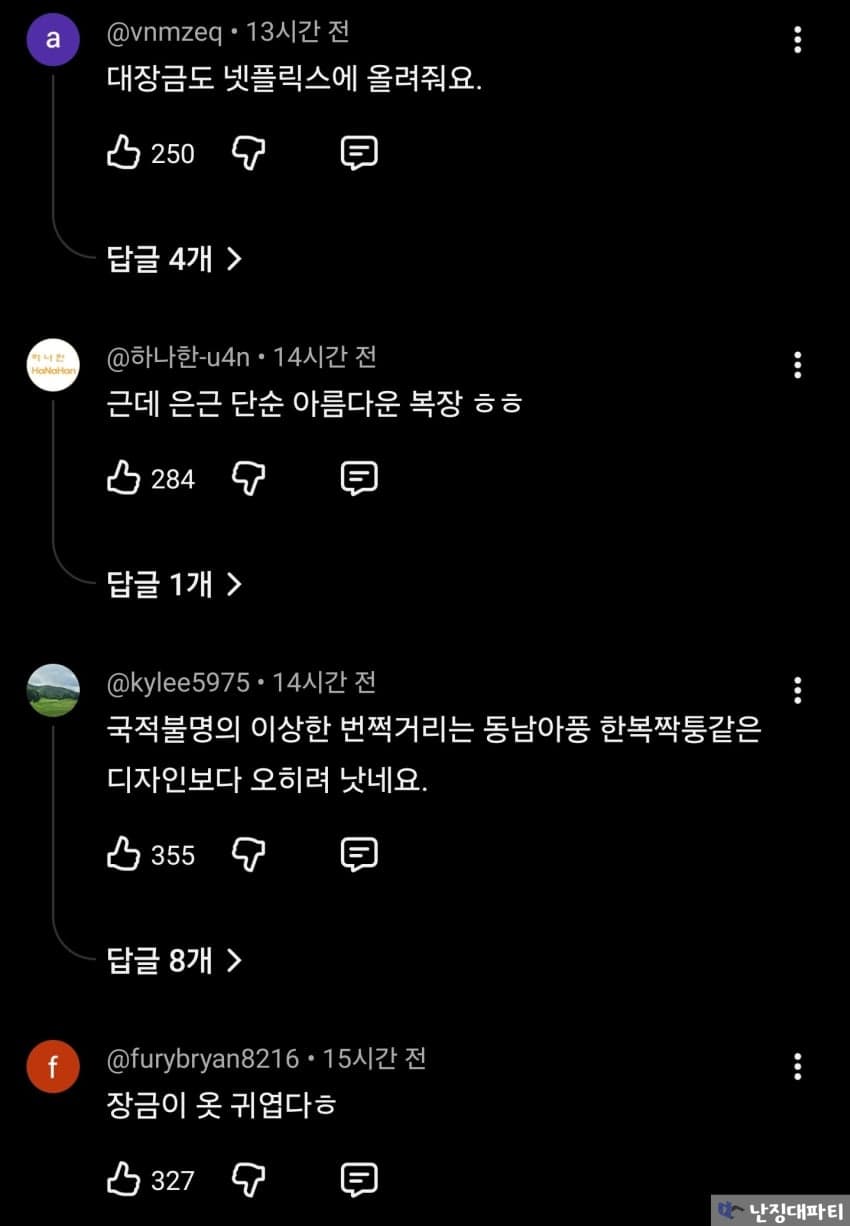 a
@vnmzeq • 13시간 전
대장금도 넷플릭스에 올려줘요.
250
답글 4개
하나한
HaNaHan
@하나한-u4n • 14시간 전
근데 은근 단순 아름다운 복장 ㅎㅎ
284
답글 1개
@kylee5975 • 14시간 전
국적불명의 이상한 번쩍거리는 동남아풍 한복짝퉁같은
디자인보다 오히려 낫네요.
355
답글 8개
f
@furybryan8216 • 15시간 전
장금이 옷 귀엽다ㅎ
327
난징대파티